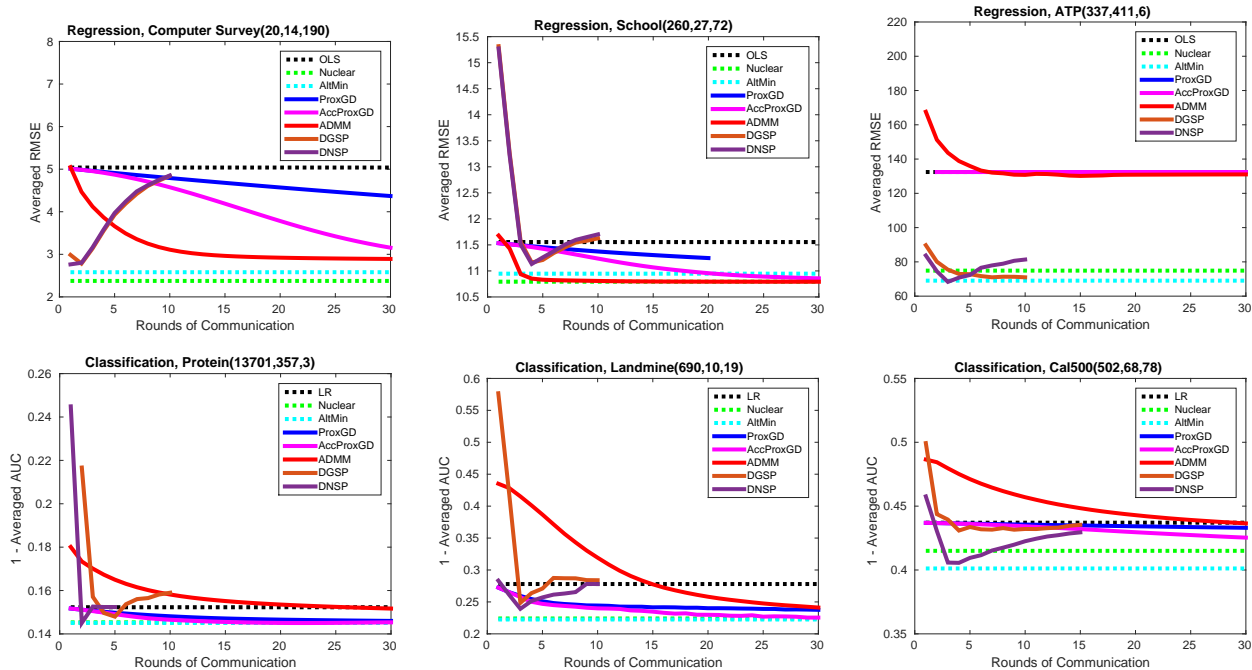 Regression, Computer Survey(20,14,190)
8
7
6
5
4
3
2
Averaged RMSE
0
5
10
15
20
25
30
Rounds of Communication
OLS
Nuclear
AltMin
ProxGD
AccProxGD
ADMM
DGSP
DNSP
Regression, School(260,27,72)
15.5
15
14.5
14
13.5
13
12.5
12
11.5
11
10.5
Averaged RMSE
0
5
10
15
20
25
30
Rounds of Communication
OLS
Nuclear
AltMin
ProxGD
AccProxGD
ADMM
DGSP
DNSP
Regression, ATP(337,411,6)
220
200
180
160
140
120
100
80
60
Averaged RMSE
0
5
10
15
20
25
30
Rounds of Communication
OLS
Nuclear
AltMin
ProxGD
AccProxGD
ADMM
DGSP
DNSP
Classification, Protein(13701,357,3)
0.26
0.24
0.22
0.2
0.18
0.16
0.14
1 - Averaged AUC
0
5
10
15
20
25
30
Rounds of Communication
LR
Nuclear
AltMin
ProxGD
AccProxGD
ADMM
DGSP
DNSP
Classification, Landmine(690,10,19)
0.6
0.55
0.5
0.45
0.4
0.35
0.3
0.25
0.2
1 - Averaged AUC
0
5
10
15
20
25
30
Rounds of Communication
LR
Nuclear
AltMin
ProxGD
AccProxGD
ADMM
DGSP
DNSP
Classification, Cal500(502,68,78)
0.55
0.5
0.45
0.4
0.35
1 - Averaged AUC
0
5
10
15
20
25
30
Rounds of Communication
LR
Nuclear
AltMin
ProxGD
AccProxGD
ADMM
DGSP
DNSP